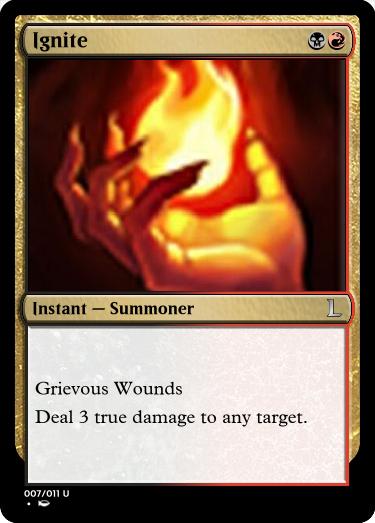 Ignite
Instant — Summoner
L
Grievous Wounds
Deal 3 true damage to any target.
007/011 U